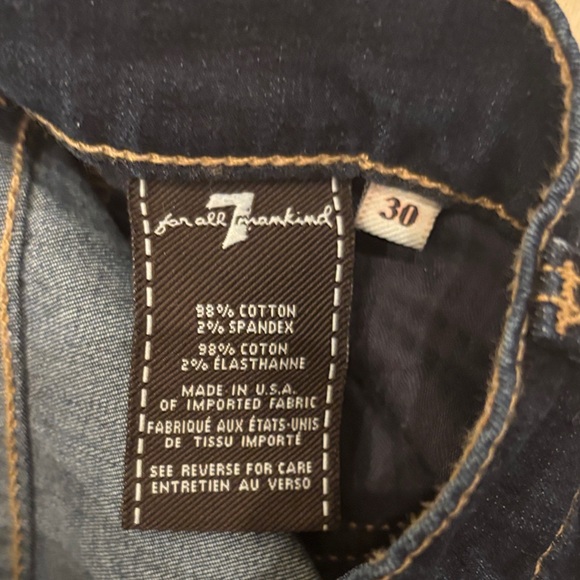 for all 7 mankind
30
98% COTTON
2% SPANDEX
98% COTON
2% ÉLASTHANNE
MADE IN U.S.A.
OF IMPORTED FABRIC
FABRIQUÉ AUX ÉTATS-UNIS
DE TISSU IMPORTÉ
SEE REVERSE FOR CARE
ENTRETIEN AU VERSO